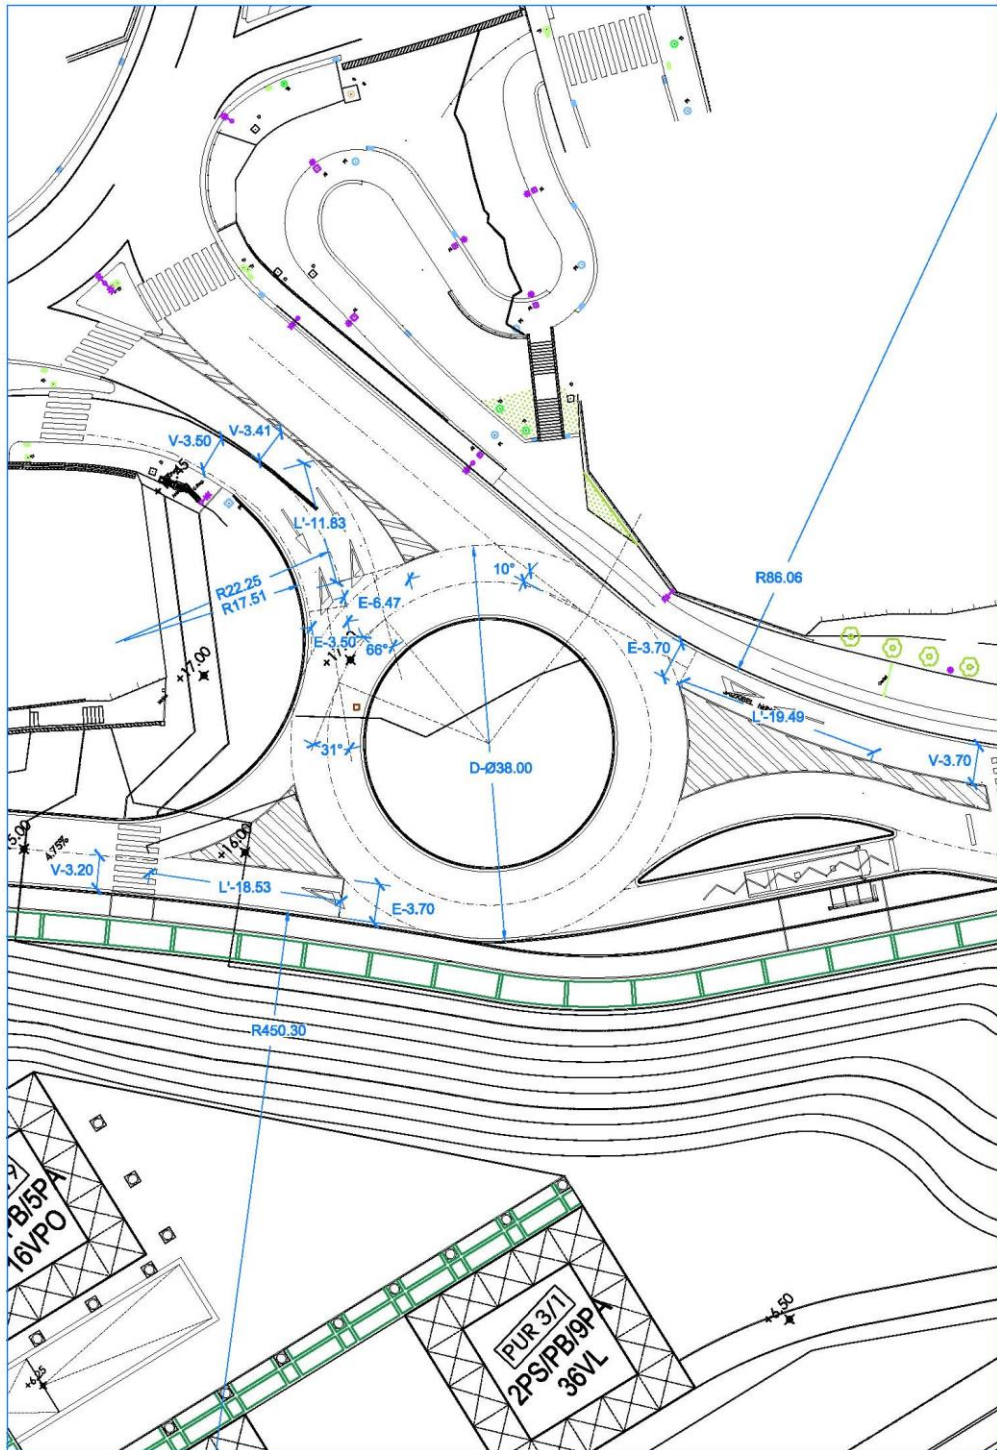 V-3.50
V-3.41
L'-11.83
R22.25
R17.51
10°
R86.06
E-6.47
E-3.50
66°
E-3.70
+17.00
L'-19.49
31°
D-Ø38.00
V-3.70
4.75%
+16.00
V-3.20
L'-18.53
E-3.70
R450.30
16VPO
PUR 3/1
2PS/PB/9PA
36VL
+6.50
+6.25